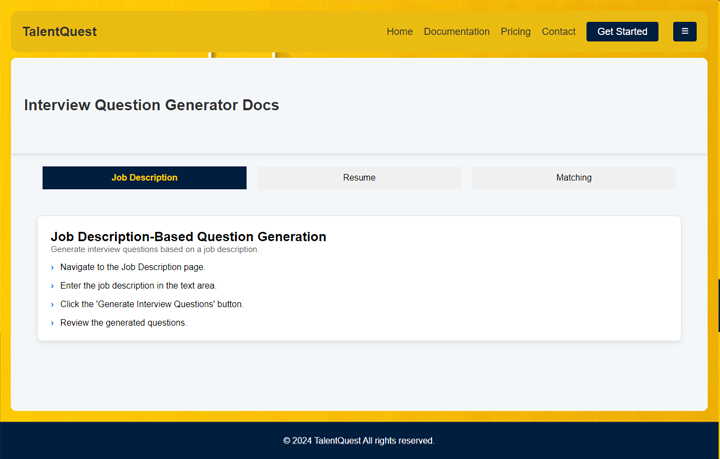 TalentQuest
Home Documentation Pricing Contact Get Started ≡
Interview Question Generator Docs
Job Description Resume Matching
Job Description-Based Question Generation
Generate interview questions based on a job description.
› Navigate to the Job Description page.
› Enter the job description in the text area.
› Click the 'Generate Interview Questions' button.
› Review the generated questions.
© 2024 TalentQuest All rights reserved.